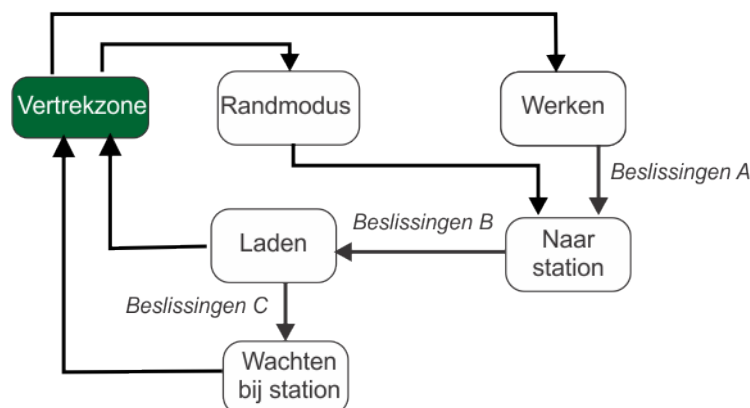 Vertrekzone
Randmodus
Werken
Beslissingen A
Beslissingen B
Laden
Naar
station
Beslissingen C
Wachten
bij station